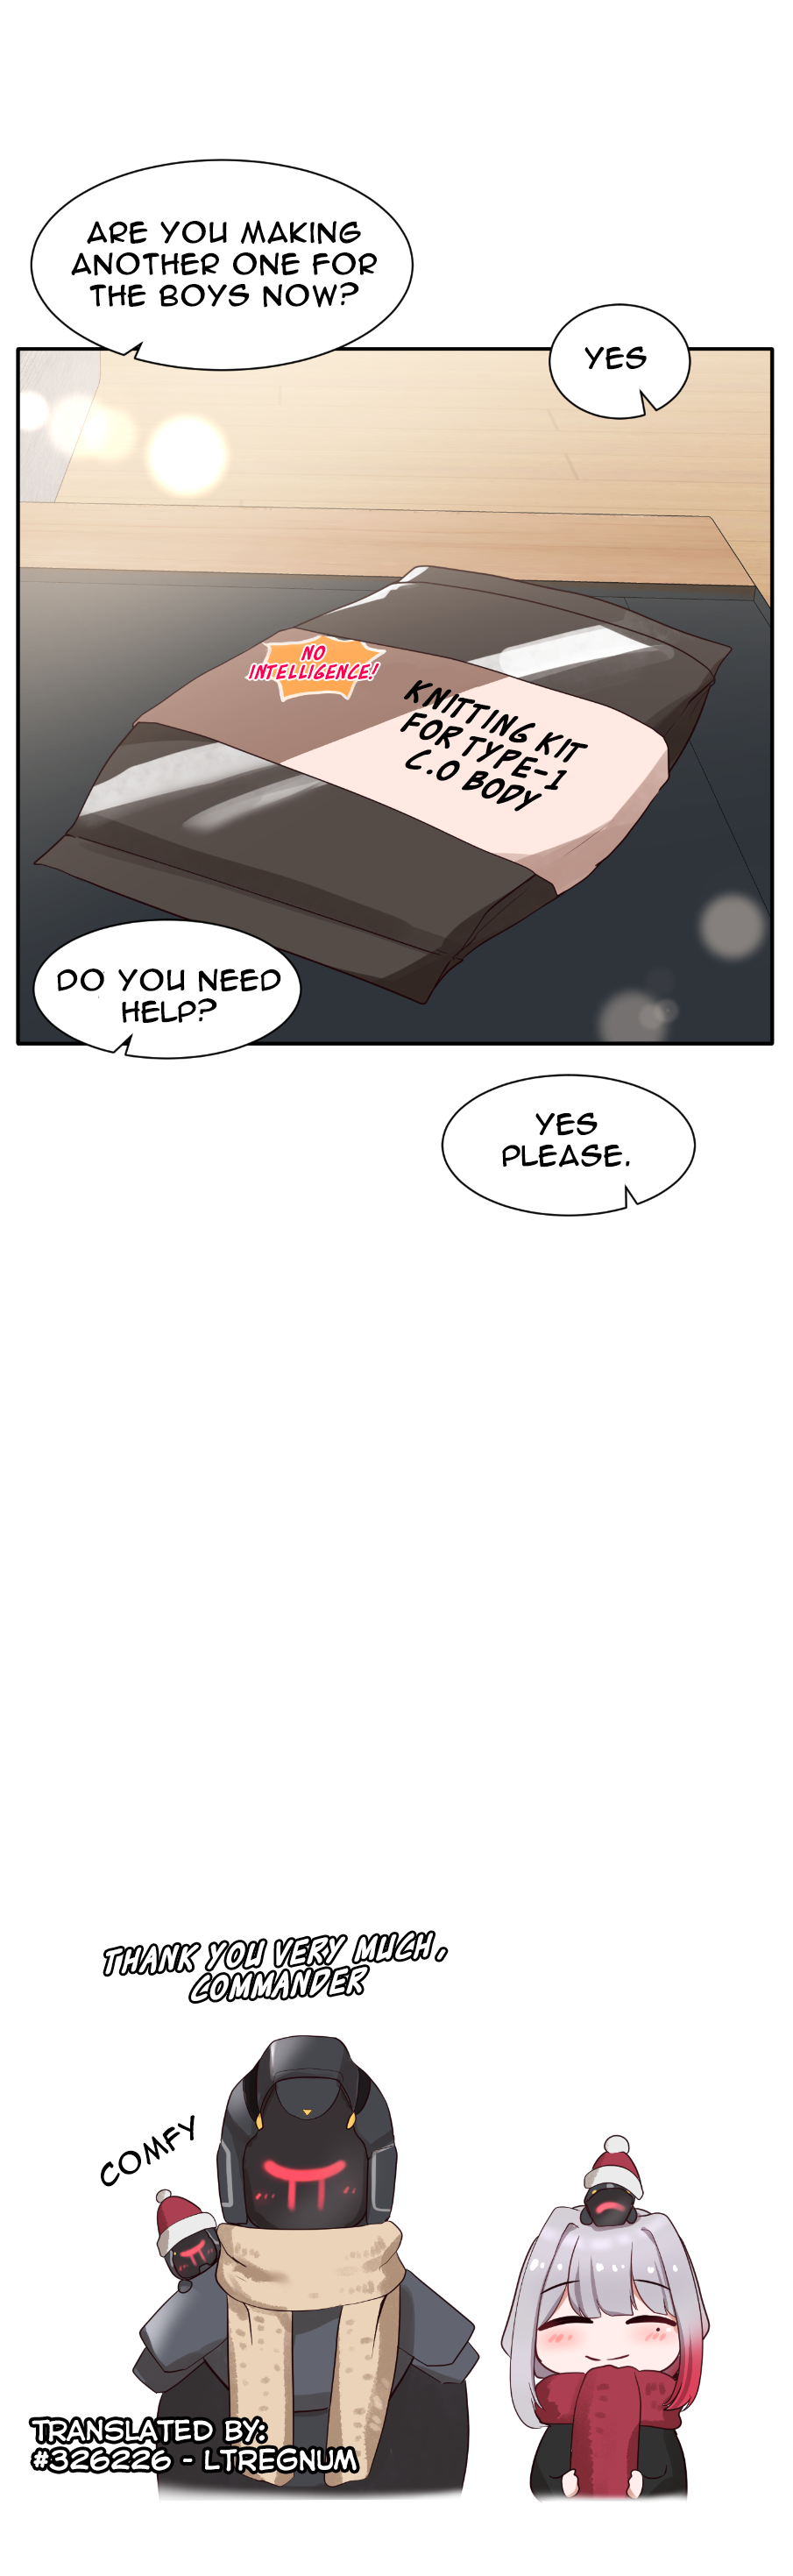 ARE YOU MAKING
ANOTHER ONE FOR
THE BOYS NOW?
YES
NO
INTELLIGENCE!
KNITTING KIT
FOR TYPE-1
C.O BODY
DO YOU NEED
HELP?
YES
PLEASE.
THANK YOU VERY MUCH,
COMMANDER
COMFY
TRANSLATED BY:
#326226 - LTREGNUM